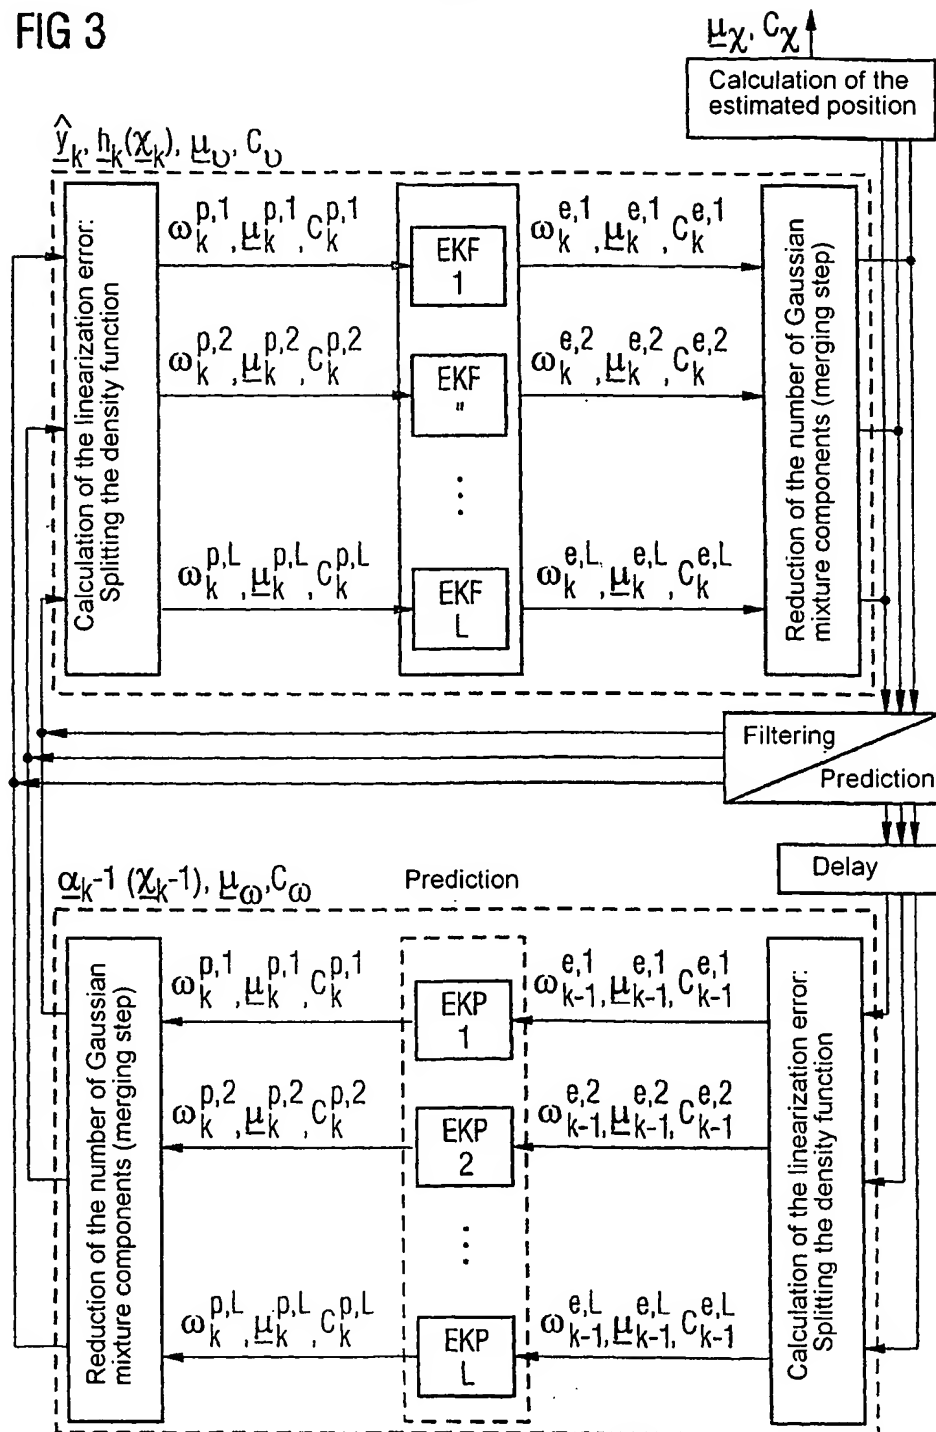 FIG 3
μ_χ, C_χ
Calculation of the
estimated position
ŷ_k, h_k(χ_k), μ_υ, C_υ
Calculation of the linearization error:
Splitting the density function
ω_k^{p,1}, μ_k^{p,1}, C_k^{p,1}
EKF
1
ω_k^{e,1}, μ_k^{e,1}, C_k^{e,1}
ω_k^{p,2}, μ_k^{p,2}, C_k^{p,2}
EKF
"
ω_k^{e,2}, μ_k^{e,2}, C_k^{e,2}
⋮
ω_k^{p,L}, μ_k^{p,L}, C_k^{p,L}
EKF
L
ω_k^{e,L}, μ_k^{e,L}, C_k^{e,L}
Reduction of the number of Gaussian
mixture components (merging step)
Filtering
Prediction
Delay
α_k-1 (χ_k-1), μ_ω, C_ω
Prediction
Reduction of the number of Gaussian
mixture components (merging step)
ω_k^{p,1}, μ_k^{p,1}, C_k^{p,1}
EKP
1
ω_{k-1}^{e,1}, μ_{k-1}^{e,1}, C_{k-1}^{e,1}
ω_k^{p,2}, μ_k^{p,2}, C_k^{p,2}
EKP
2
ω_{k-1}^{e,2}, μ_{k-1}^{e,2}, C_{k-1}^{e,2}
⋮
ω_k^{p,L}, μ_k^{p,L}, C_k^{p,L}
EKP
L
ω_{k-1}^{e,L}, μ_{k-1}^{e,L}, C_{k-1}^{e,L}
Calculation of the linearization error:
Splitting the density function